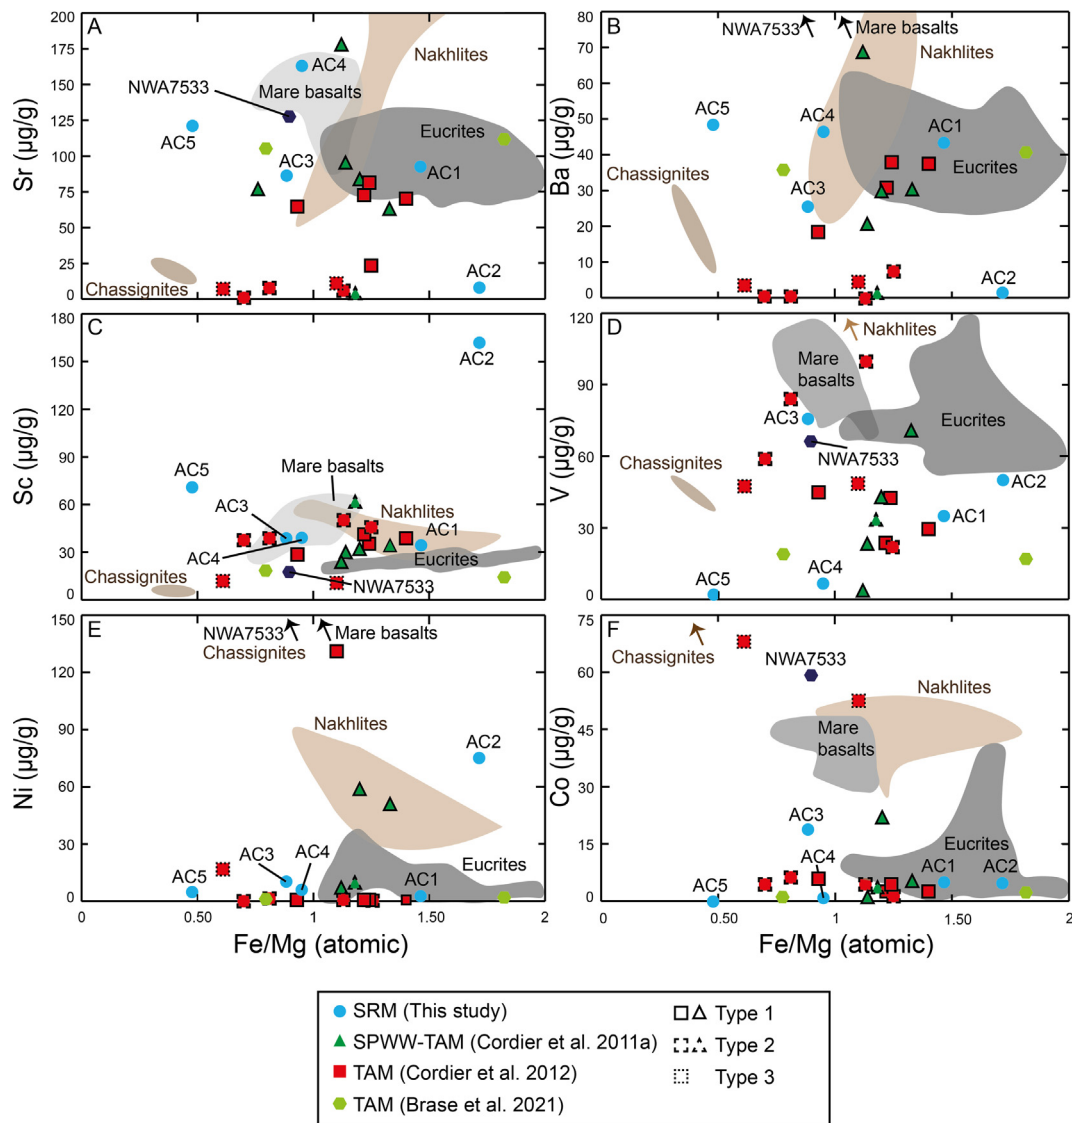 A
Sr (µg/g)
200
175
150
125
100
75
50
25
0
NWA7533
AC4
Mare basalts
Nakhlites
Eucrites
AC5
AC3
AC1
Chassignites
AC2
B
Ba (µg/g)
80
60
40
20
0
NWA7533
Mare basalts
Nakhlites
AC5
AC4
AC1
Eucrites
Chassignites
AC3
AC2
C
Sc (µg/g)
180
150
120
90
60
30
0
AC2
AC5
Mare basalts
AC3
Nakhlites
AC1
AC4
Eucrites
Chassignites
NWA7533
D
V (µg/g)
120
90
60
30
0
Nakhlites
Mare
basalts
AC3
Eucrites
Chassignites
NWA7533
AC2
AC1
AC5
AC4
E
Ni (µg/g)
150
120
90
60
30
0
NWA7533
Mare basalts
Chassignites
Nakhlites
AC2
AC5
AC3
AC4
Eucrites
AC1
0
0.50
1
1.50
2
Fe/Mg (atomic)
F
Co (µg/g)
75
60
45
30
15
0
Chassignites
NWA7533
Nakhlites
Mare
basalts
AC3
Eucrites
AC4
AC1
AC2
AC5
0.50
1
1.50
2
Fe/Mg (atomic)
SRM (This study)
SPWW-TAM (Cordier et al. 2011a)
TAM (Cordier et al. 2012)
TAM (Brase et al. 2021)
Type 1
Type 2
Type 3